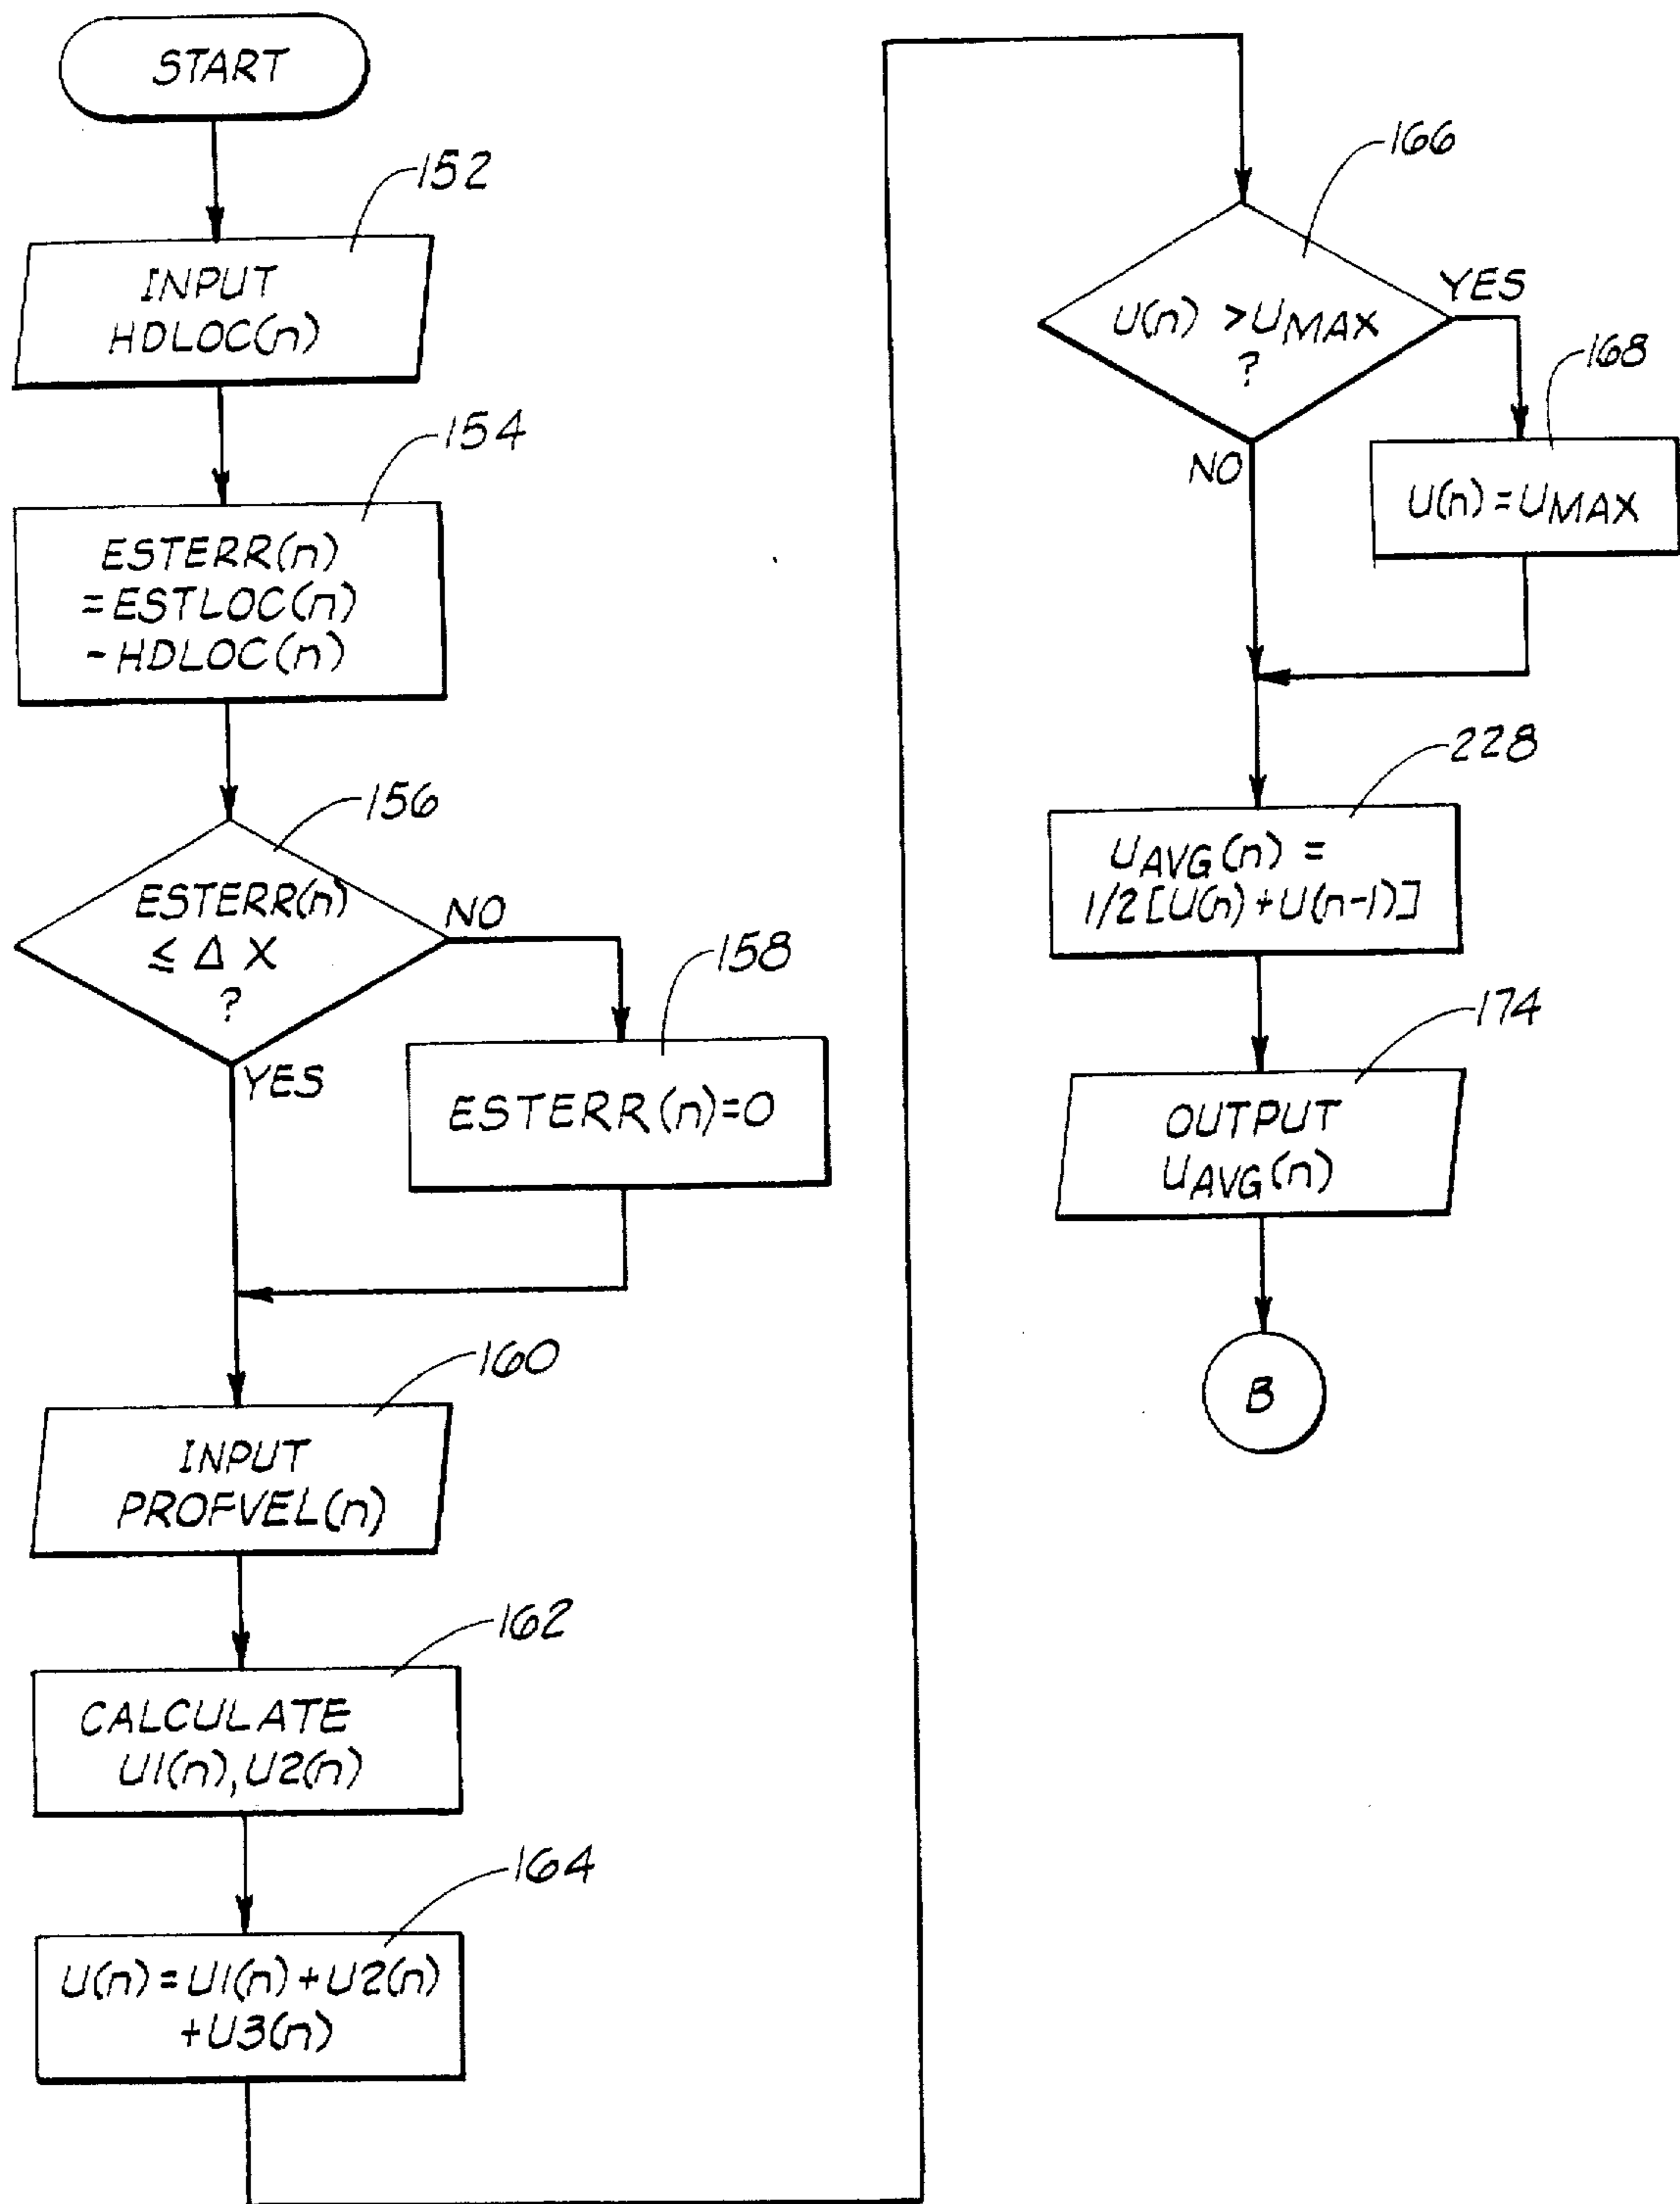 START
152
INPUT
HDLOC(n)
154
ESTERR(n)
=ESTLOC(n)
-HDLOC(n)
156
ESTERR(n)
≤ Δ X
?
NO
YES
158
ESTERR(n)=0
160
INPUT
PROFVEL(n)
162
CALCULATE
U1(n),U2(n)
164
U(n)=U1(n)+U2(n)
+U3(n)
166
U(n) >UMAX
?
YES
NO
168
U(n)=UMAX
228
UAVG(n) =
1/2[U(n)+U(n-1)]
174
OUTPUT
UAVG(n)
B